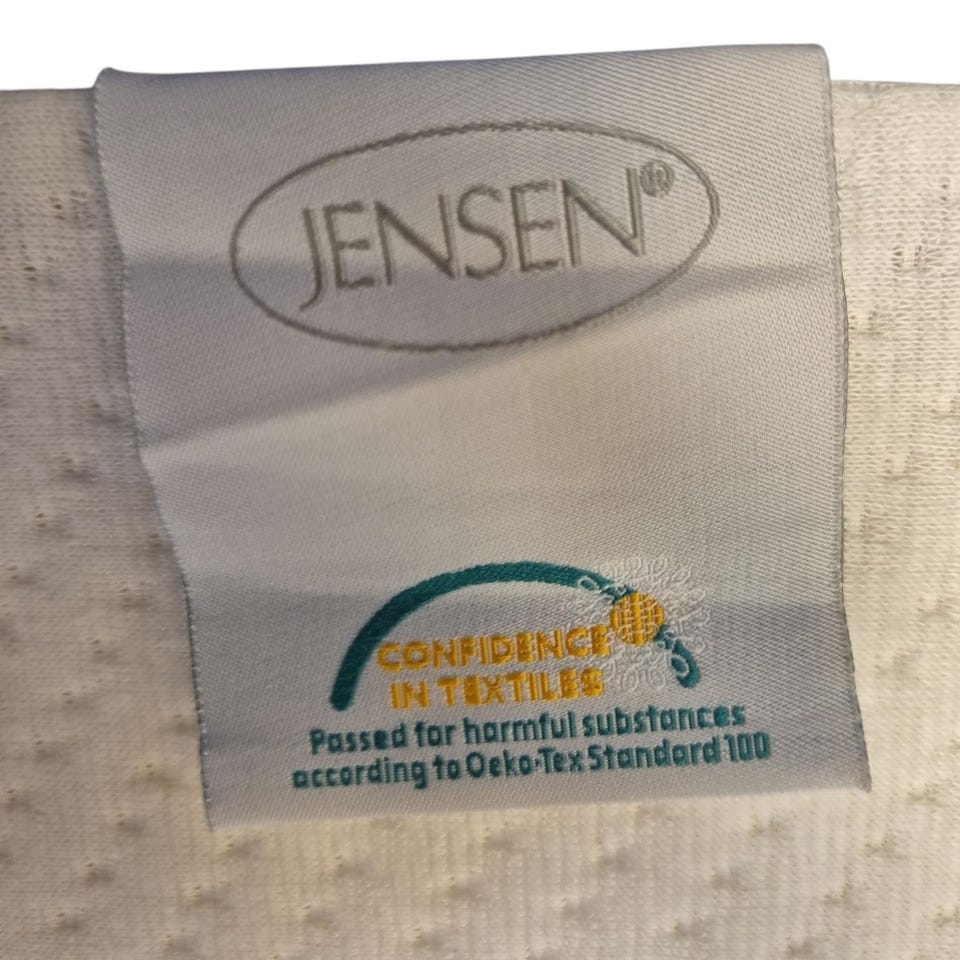 JENSEN®
CONFIDENCE
IN TEXTILES
Passed for harmful substances
according to Oeko-Tex Standard 100